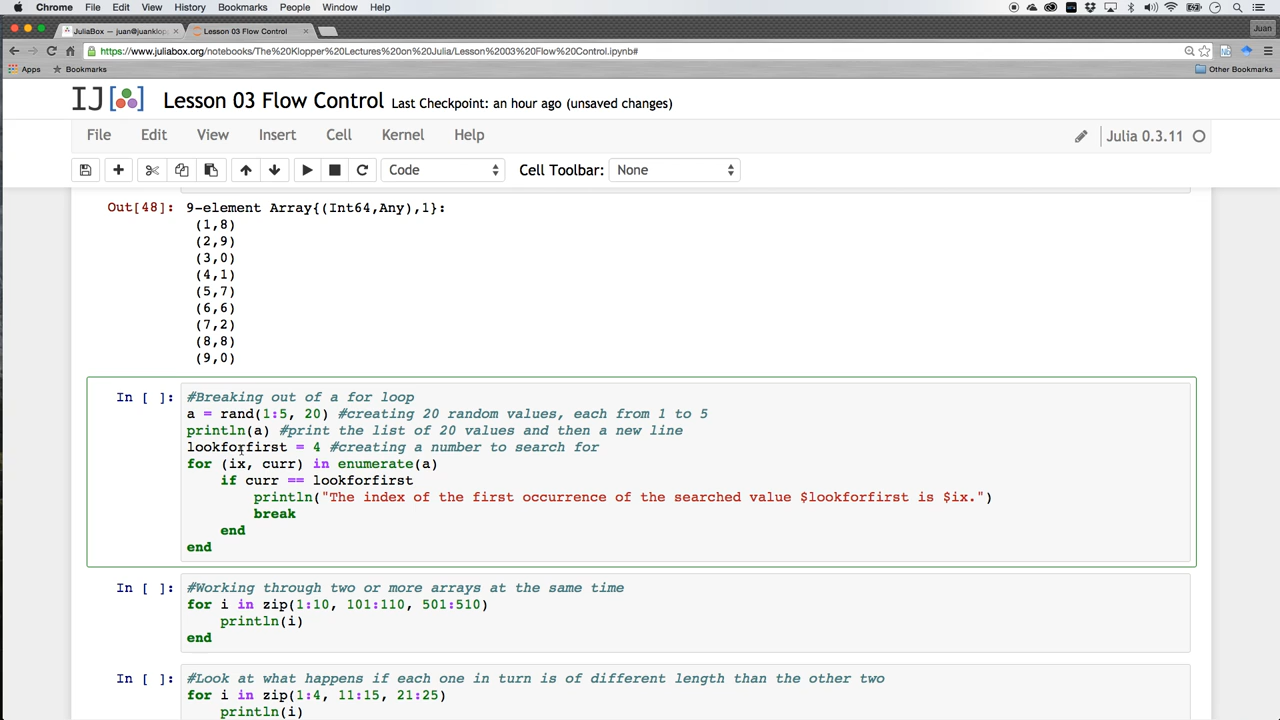 Chrome File Edit View History Bookmarks People Window Help
JuliaBox — juan@juanklop Lesson 03 Flow Control Juan
https://www.juliabox.org/notebooks/The%20Klopper%20Lectures%20on%20Julia/Lesson%2003%20Flow%20Control.ipynb#
Apps Bookmarks Other Bookmarks
IJ[ ] Lesson 03 Flow Control Last Checkpoint: an hour ago (unsaved changes)
File Edit View Insert Cell Kernel Help Julia 0.3.11
Code Cell Toolbar: None
Out[48]: 9-element Array{(Int64,Any),1}:
(1,8)
(2,9)
(3,0)
(4,1)
(5,7)
(6,6)
(7,2)
(8,8)
(9,0)
In [ ]: #Breaking out of a for loop
a = rand(1:5, 20) #creating 20 random values, each from 1 to 5
println(a) #print the list of 20 values and then a new line
lookforfirst = 4 #creating a number to search for
for (ix, curr) in enumerate(a)
if curr == lookforfirst
println("The index of the first occurrence of the searched value $lookforfirst is $ix.")
break
end
end
In [ ]: #Working through two or more arrays at the same time
for i in zip(1:10, 101:110, 501:510)
println(i)
end
In [ ]: #Look at what happens if each one in turn is of different length than the other two
for i in zip(1:4, 11:15, 21:25)
println(i)